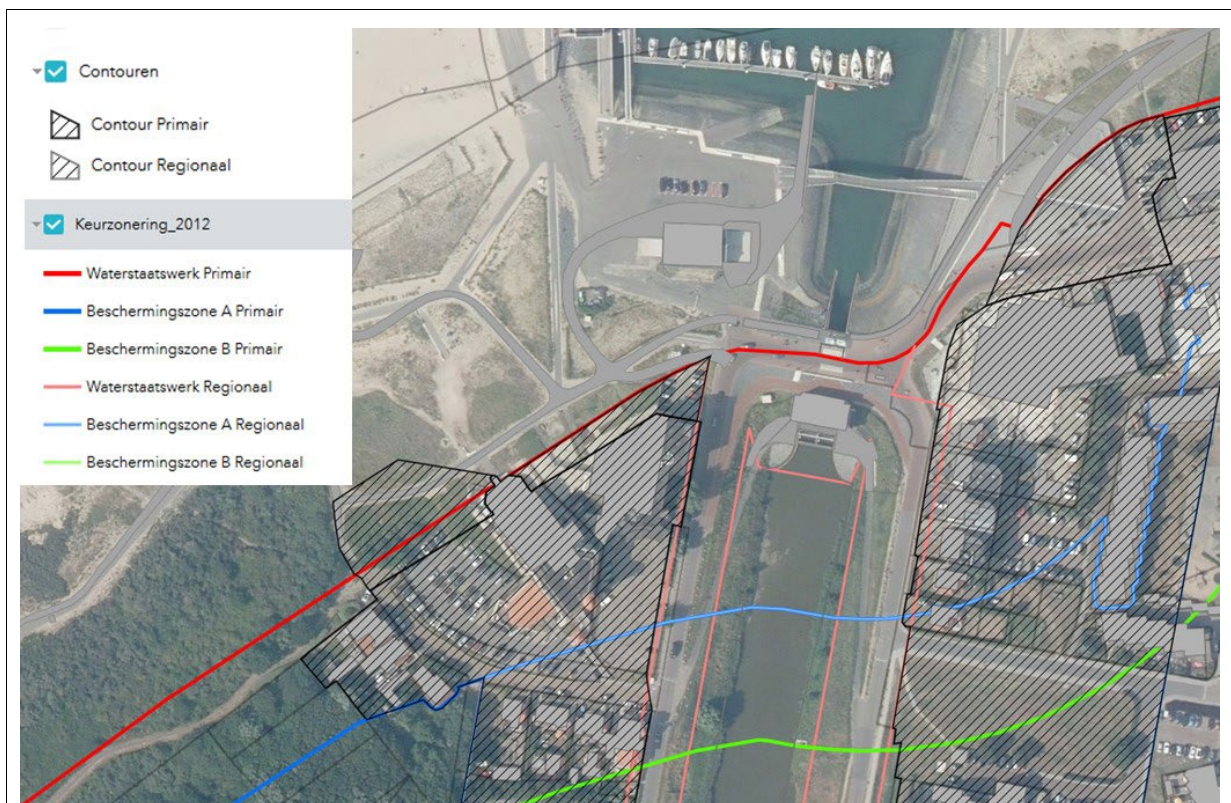 Contouren
Contour Primair
Contour Regionaal
Keurzonering_2012
Waterstaatswerk Primair
Beschermingszone A Primair
Beschermingszone B Primair
Waterstaatswerk Regionaal
Beschermingszone A Regionaal
Beschermingszone B Regionaal